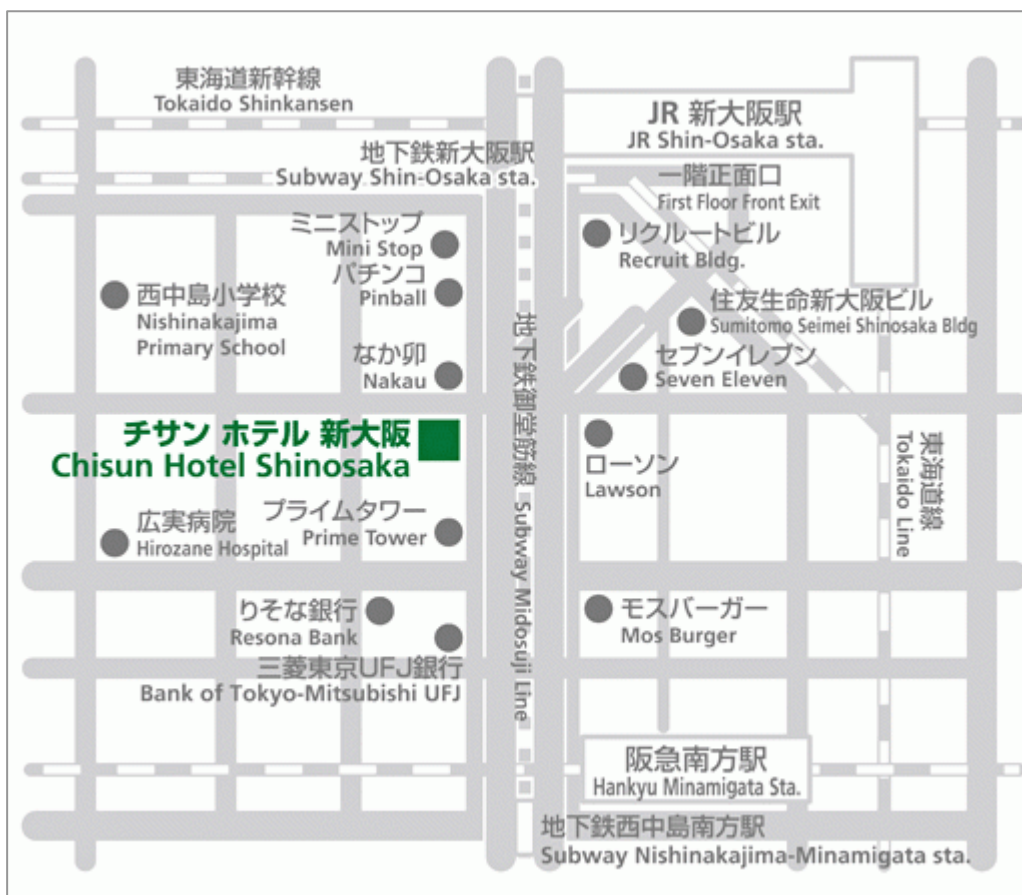 東海道新幹線
Tokaido Shinkansen
JR 新大阪駅
JR Shin-Osaka sta.
地下鉄新大阪駅
Subway Shin-Osaka sta.
一階正面口
First Floor Front Exit
ミニストップ
Mini Stop
リクルートビル
Recruit Bldg.
パチンコ
Pinball
西中島小学校
Nishinakajima
Primary School
住友生命新大阪ビル
Sumitomo Seimei Shinosaka Bldg
なか卯
Nakau
セブンイレブン
Seven Eleven
地下鉄御堂筋線 Subway Midosuji Line
チサン ホテル 新大阪
Chisun Hotel Shinosaka
ローソン
Lawson
東海道線
Tokaido Line
広実病院
Hirozane Hospital
プライムタワー
Prime Tower
りそな銀行
Resona Bank
モスバーガー
Mos Burger
三菱東京UFJ銀行
Bank of Tokyo-Mitsubishi UFJ
阪急南方駅
Hankyu Minamigata Sta.
地下鉄西中島南方駅
Subway Nishinakajima-Minamigata sta.